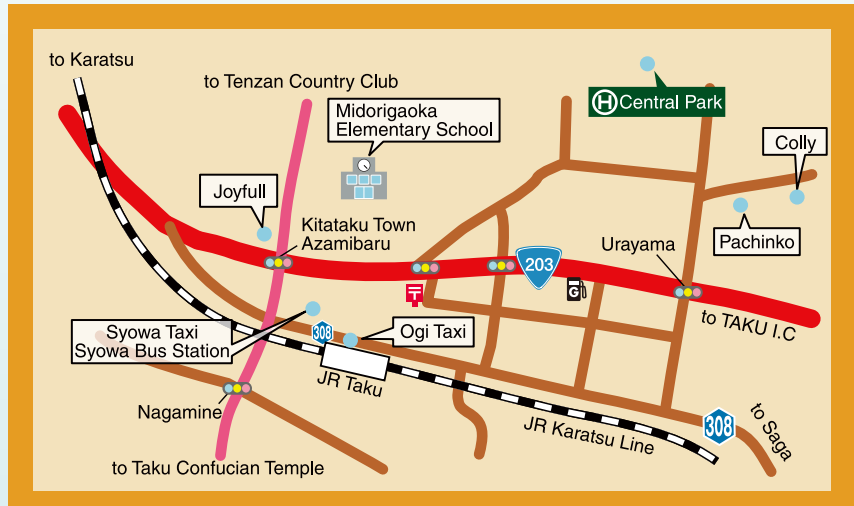 to Karatsu
to Tenzan Country Club
Midorigaoka
Elementary School
H Central Park
Colly
Joyfull
Kitataku Town
Azamibaru
Urayama
Pachinko
203
G
〒
to TAKU I.C
Syowa Taxi
Syowa Bus Station
308
Ogi Taxi
JR Taku
Nagamine
JR Karatsu Line
308
to Saga
to Taku Confucian Temple